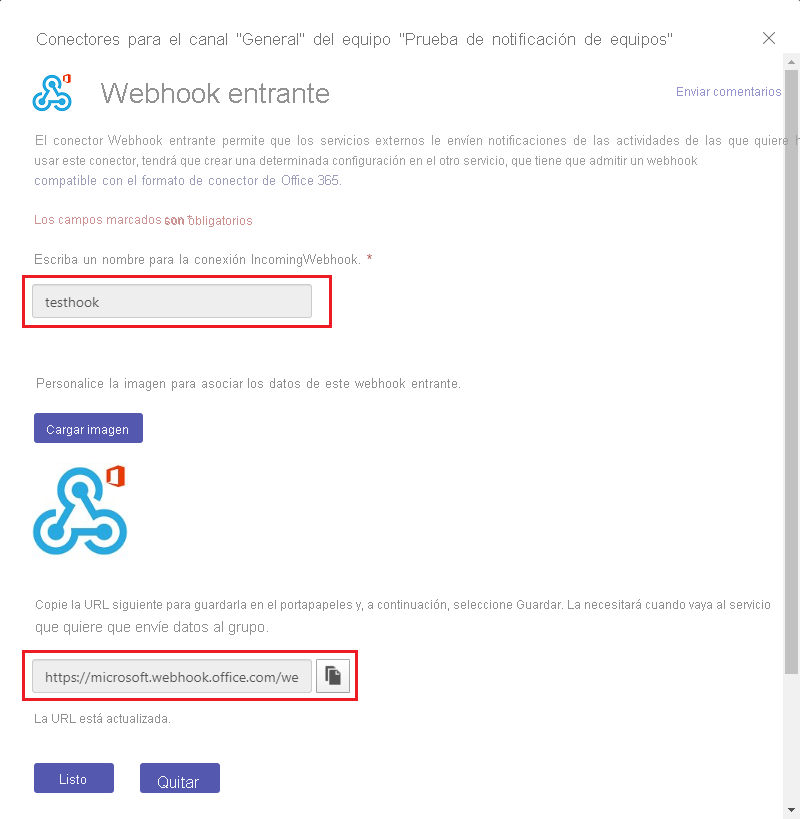 Conectores para el canal "General" del equipo "Prueba de notificación de equipos"
Webhook entrante
Enviar comentarios
El conector Webhook entrante permite que los servicios externos le envíen notificaciones de las actividades de las que quiere h
usar este conector, tendrá que crear una determinada configuración en el otro servicio, que tiene que admitir un webhook
compatible con el formato de conector de Office 365.
Los campos marcados con * son obligatorios
Escriba un nombre para la conexión IncomingWebhook. *
testhook
Personalice la imagen para asociar los datos de este webhook entrante.
Cargar imagen
Copie la URL siguiente para guardarla en el portapapeles y, a continuación, seleccione Guardar. La necesitará cuando vaya al servicio
que quiere que envíe datos al grupo.
https://microsoft.webhook.office.com/we
La URL está actualizada.
Listo
Quitar